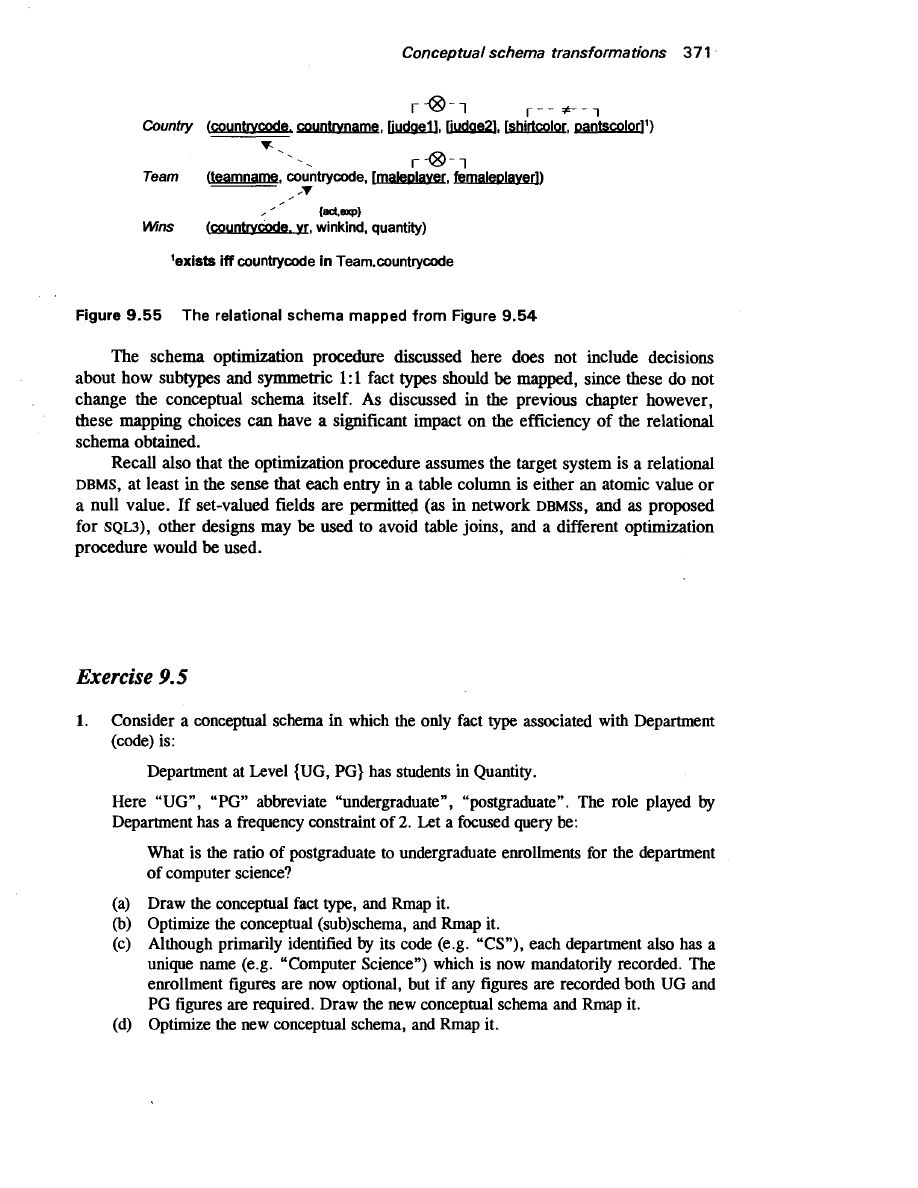 Conceptual schema transformations 371
Country (countrycode, countryname, [judge1], [judge2], [shirtcolor, pantscolor]¹)
Team (teamname, countrycode, [maleplayer, femaleplayer])
{act,exp}
Wins (countrycode, yr, winkind, quantity)
¹exists iff countrycode in Team.countrycode
Figure 9.55 The relational schema mapped from Figure 9.54
The schema optimization procedure discussed here does not include decisions
about how subtypes and symmetric 1:1 fact types should be mapped, since these do not
change the conceptual schema itself. As discussed in the previous chapter however,
these mapping choices can have a significant impact on the efficiency of the relational
schema obtained.
Recall also that the optimization procedure assumes the target system is a relational
DBMS, at least in the sense that each entry in a table column is either an atomic value or
a null value. If set-valued fields are permitted (as in network DBMSs, and as proposed
for SQL3), other designs may be used to avoid table joins, and a different optimization
procedure would be used.
Exercise 9.5
1. Consider a conceptual schema in which the only fact type associated with Department
(code) is:
Department at Level {UG, PG} has students in Quantity.
Here “UG”, “PG” abbreviate “undergraduate”, “postgraduate”. The role played by
Department has a frequency constraint of 2. Let a focused query be:
What is the ratio of postgraduate to undergraduate enrollments for the department
of computer science?
(a) Draw the conceptual fact type, and Rmap it.
(b) Optimize the conceptual (sub)schema, and Rmap it.
(c) Although primarily identified by its code (e.g. “CS”), each department also has a
unique name (e.g. “Computer Science”) which is now mandatorily recorded. The
enrollment figures are now optional, but if any figures are recorded both UG and
PG figures are required. Draw the new conceptual schema and Rmap it.
(d) Optimize the new conceptual schema, and Rmap it.